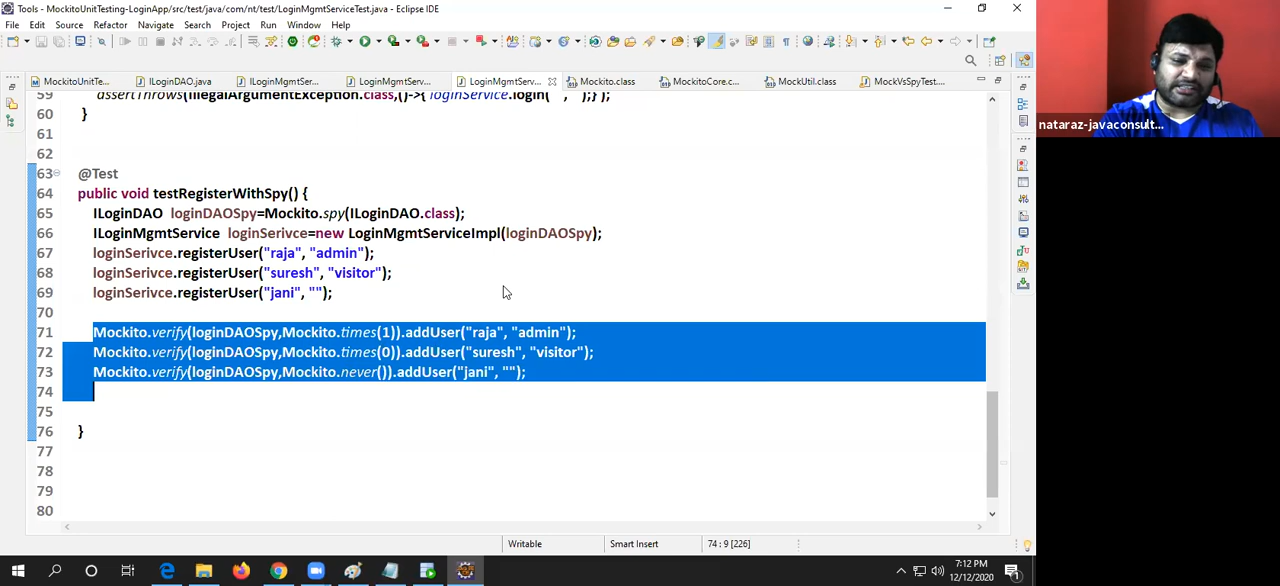 Tools - MockitoUnitTesting-LoginApp/src/test/java/com/nt/test/LoginMgmtServiceTest.java - Eclipse IDE
File Edit Source Refactor Navigate Search Project Run Window Help
MockitoUnitTe... ILoginDAO.java ILoginMgmtSer... LoginMgmtServ... LoginMgmtServ... Mockito.class MockitoCore.c... MockUtil.class MockVsSpyTest....
59 assertThrows(IllegalArgumentException.class,()->{ loginService.login(" , );} );
60 }
61
62
63 @Test
64 public void testRegisterWithSpy() {
65 ILoginDAO loginDAOSpy=Mockito.spy(ILoginDAO.class);
66 ILoginMgmtService loginSerivce=new LoginMgmtServiceImpl(loginDAOSpy);
67 loginSerivce.registerUser("raja", "admin");
68 loginSerivce.registerUser("suresh", "visitor");
69 loginSerivce.registerUser("jani", "");
70
71 Mockito.verify(loginDAOSpy,Mockito.times(1)).addUser("raja", "admin");
72 Mockito.verify(loginDAOSpy,Mockito.times(0)).addUser("suresh", "visitor");
73 Mockito.verify(loginDAOSpy,Mockito.never()).addUser("jani", "");
74
75
76 }
77
78
79
80
Writable Smart Insert 74 : 9 [226]
7:12 PM
12/12/2020
nataraz-javaconsult...